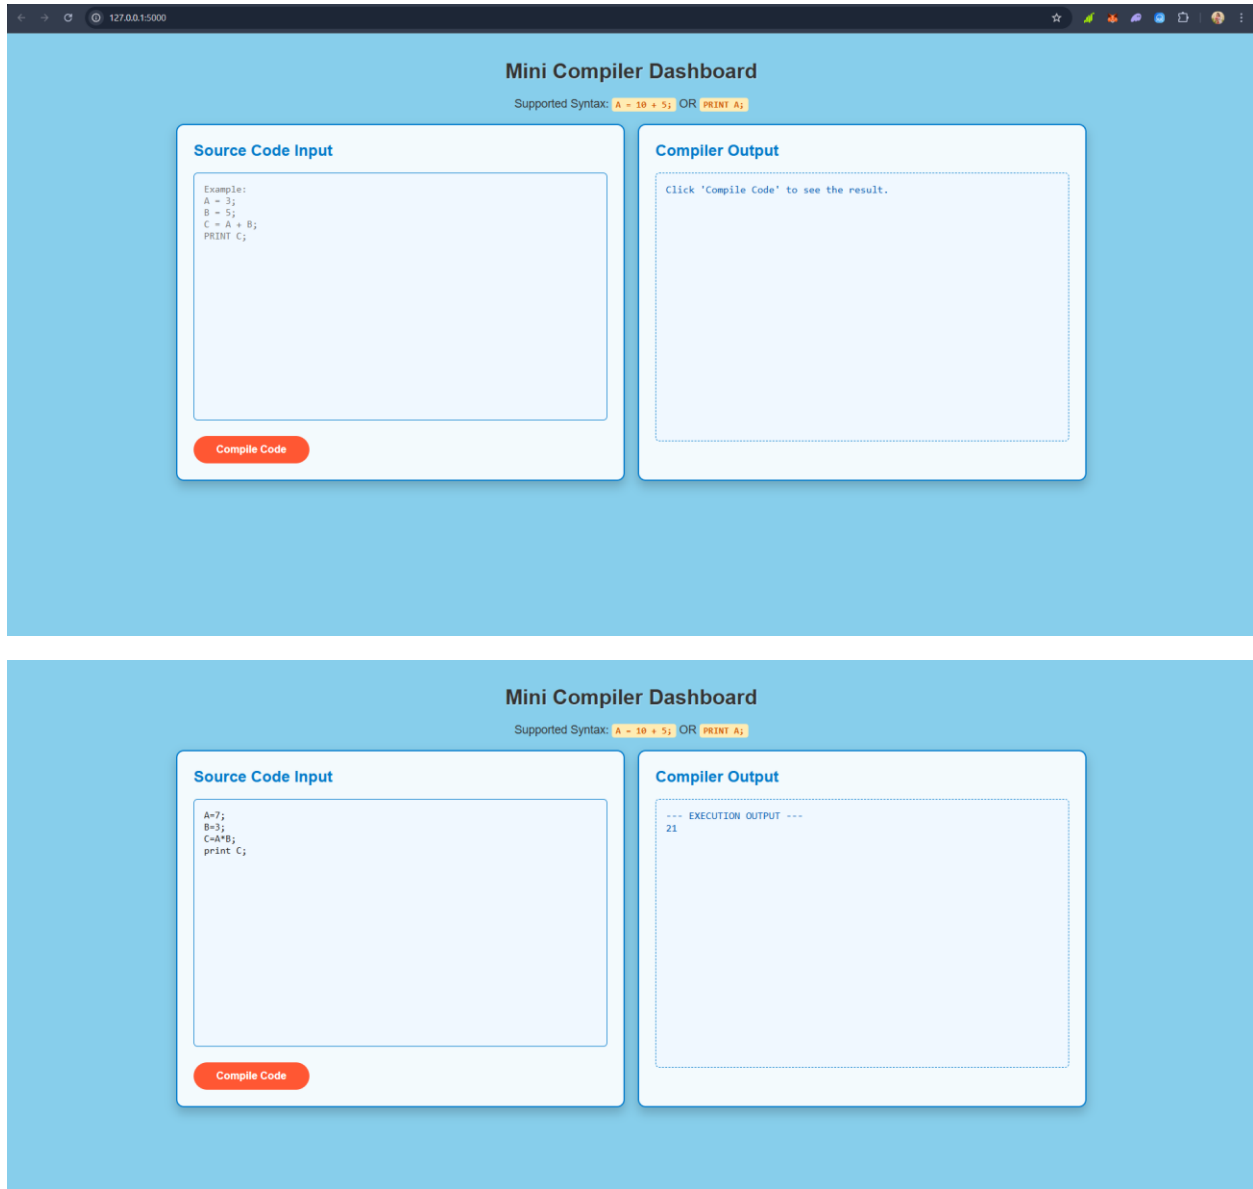 127.0.0.1:5000
Mini Compiler Dashboard
Supported Syntax: A = 10 + 5; OR PRINT A;
Source Code Input
Example:
A = 3;
B = 5;
C = A + B;
PRINT C;
Compile Code
Compiler Output
Click 'Compile Code' to see the result.
Mini Compiler Dashboard
Supported Syntax: A = 10 + 5; OR PRINT A;
Source Code Input
A=7;
B=3;
C=A*B;
print C;
Compile Code
Compiler Output
--- EXECUTION OUTPUT ---
21